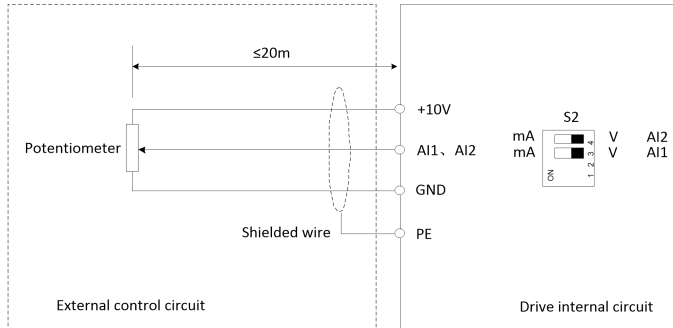 ≤20m
+10V
S2
mA V AI2
mA V AI1
Potentiometer
AI1、AI2
4
3
2
1
ON
GND
Shielded wire
PE
External control circuit
Drive internal circuit